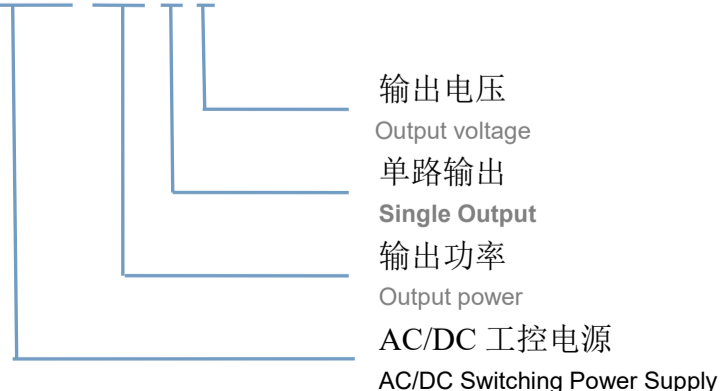 输出电压
Output voltage
单路输出
Single Output
输出功率
Output power
AC/DC 工控电源
AC/DC Switching Power Supply